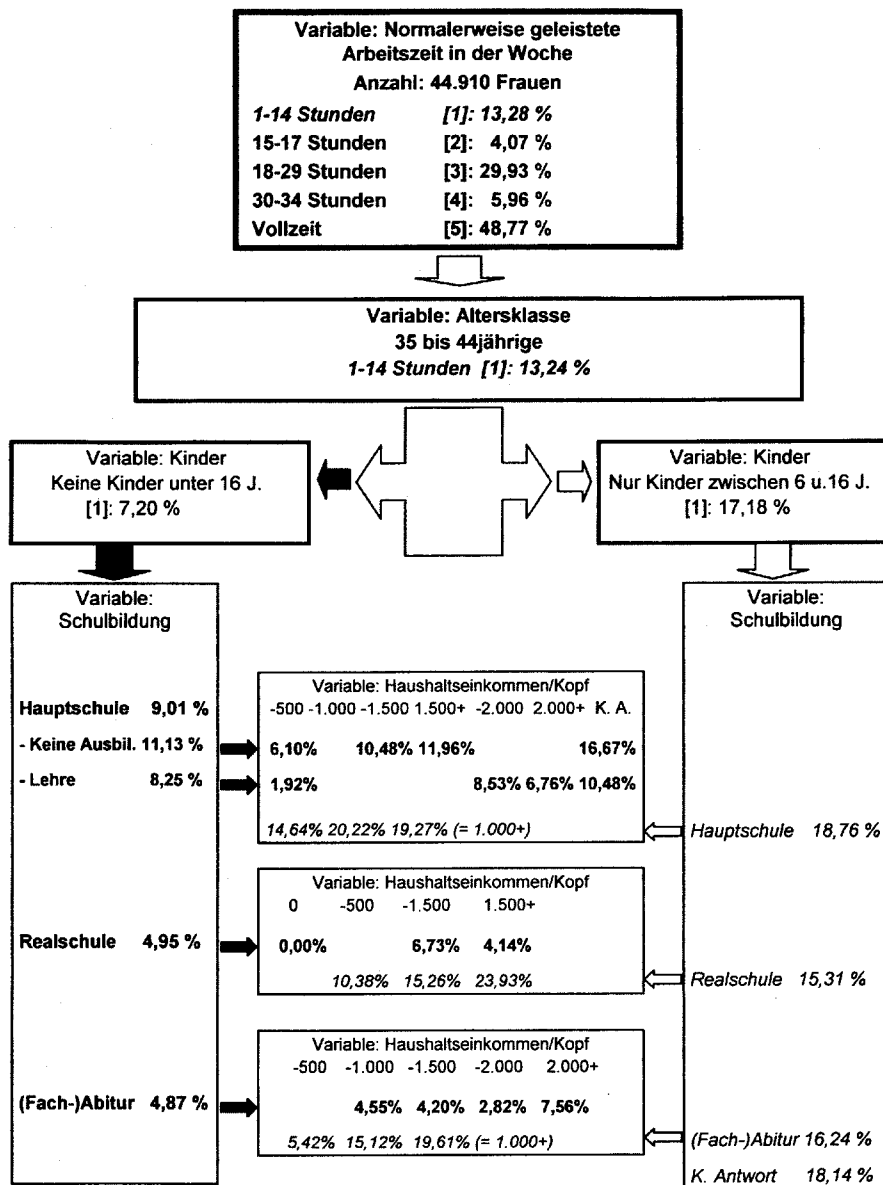 Variable: Normalerweise geleistete
Arbeitszeit in der Woche
Anzahl: 44.910 Frauen
1-14 Stunden [1]: 13,28 %
15-17 Stunden [2]: 4,07 %
18-29 Stunden [3]: 29,93 %
30-34 Stunden [4]: 5,96 %
Vollzeit [5]: 48,77 %
Variable: Altersklasse
35 bis 44jährige
1-14 Stunden [1]: 13,24 %
Variable: Kinder
Keine Kinder unter 16 J.
[1]: 7,20 %
Variable: Kinder
Nur Kinder zwischen 6 u.16 J.
[1]: 17,18 %
Variable:
Schulbildung
Hauptschule 9,01 %
- Keine Ausbil. 11,13 %
- Lehre 8,25 %
Realschule 4,95 %
(Fach-)Abitur 4,87 %
Variable: Haushaltseinkommen/Kopf
-500 -1.000 -1.500 1.500+ -2.000 2.000+ K. A.
6,10% 10,48% 11,96% 16,67%
1,92% 8,53% 6,76% 10,48%
14,64% 20,22% 19,27% (= 1.000+)
Variable: Haushaltseinkommen/Kopf
0 -500 -1.500 1.500+
0,00% 6,73% 4,14%
10,38% 15,26% 23,93%
Variable: Haushaltseinkommen/Kopf
-500 -1.000 -1.500 -2.000 2.000+
4,55% 4,20% 2,82% 7,56%
5,42% 15,12% 19,61% (= 1.000+)
Variable:
Schulbildung
Hauptschule 18,76 %
Realschule 15,31 %
(Fach-)Abitur 16,24 %
K. Antwort 18,14 %